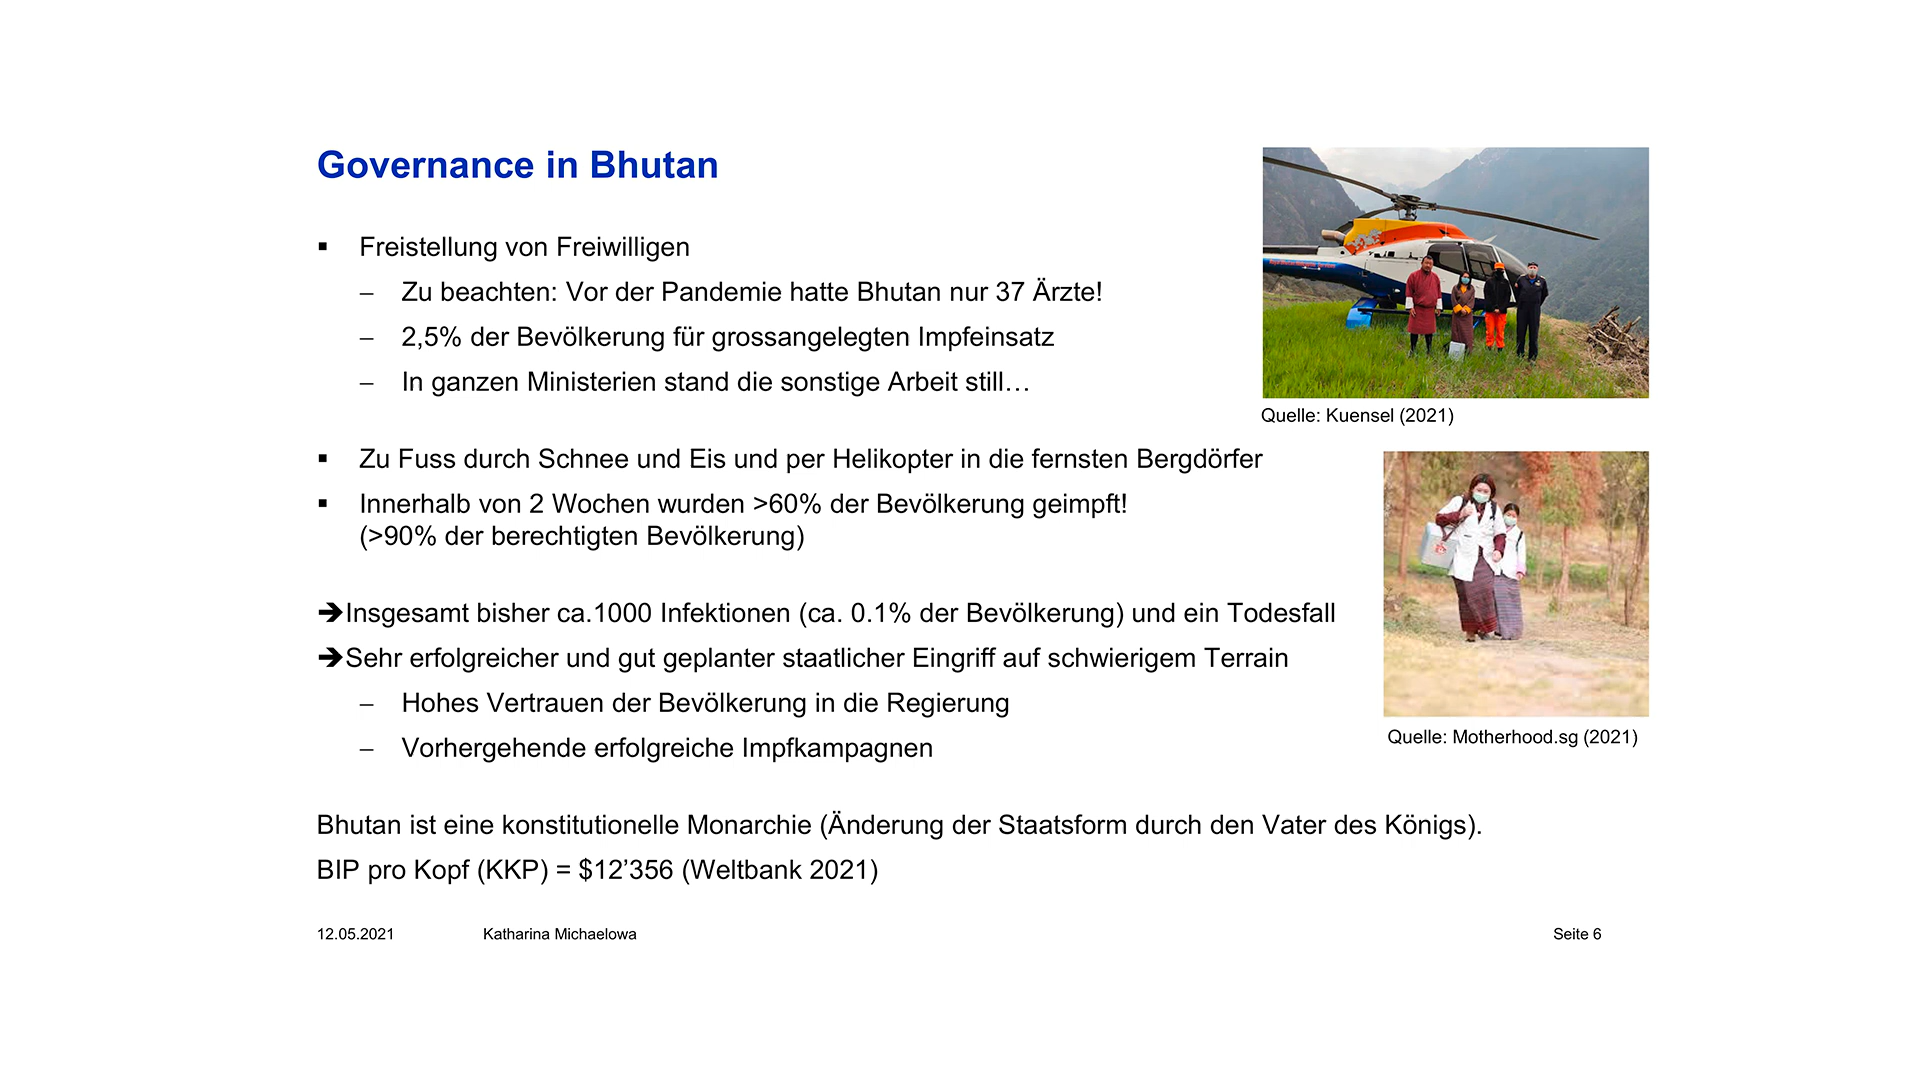 Governance in Bhutan
▪ Freistellung von Freiwilligen
– Zu beachten: Vor der Pandemie hatte Bhutan nur 37 Ärzte!
– 2,5% der Bevölkerung für grossangelegten Impfeinsatz
– In ganzen Ministerien stand die sonstige Arbeit still…
Quelle: Kuensel (2021)
▪ Zu Fuss durch Schnee und Eis und per Helikopter in die fernsten Bergdörfer
▪ Innerhalb von 2 Wochen wurden >60% der Bevölkerung geimpft!
(>90% der berechtigten Bevölkerung)
➔Insgesamt bisher ca.1000 Infektionen (ca. 0.1% der Bevölkerung) und ein Todesfall
➔Sehr erfolgreicher und gut geplanter staatlicher Eingriff auf schwierigem Terrain
– Hohes Vertrauen der Bevölkerung in die Regierung
– Vorhergehende erfolgreiche Impfkampagnen
Quelle: Motherhood.sg (2021)
Bhutan ist eine konstitutionelle Monarchie (Änderung der Staatsform durch den Vater des Königs).
BIP pro Kopf (KKP) = $12’356 (Weltbank 2021)
12.05.2021 Katharina Michaelowa Seite 6